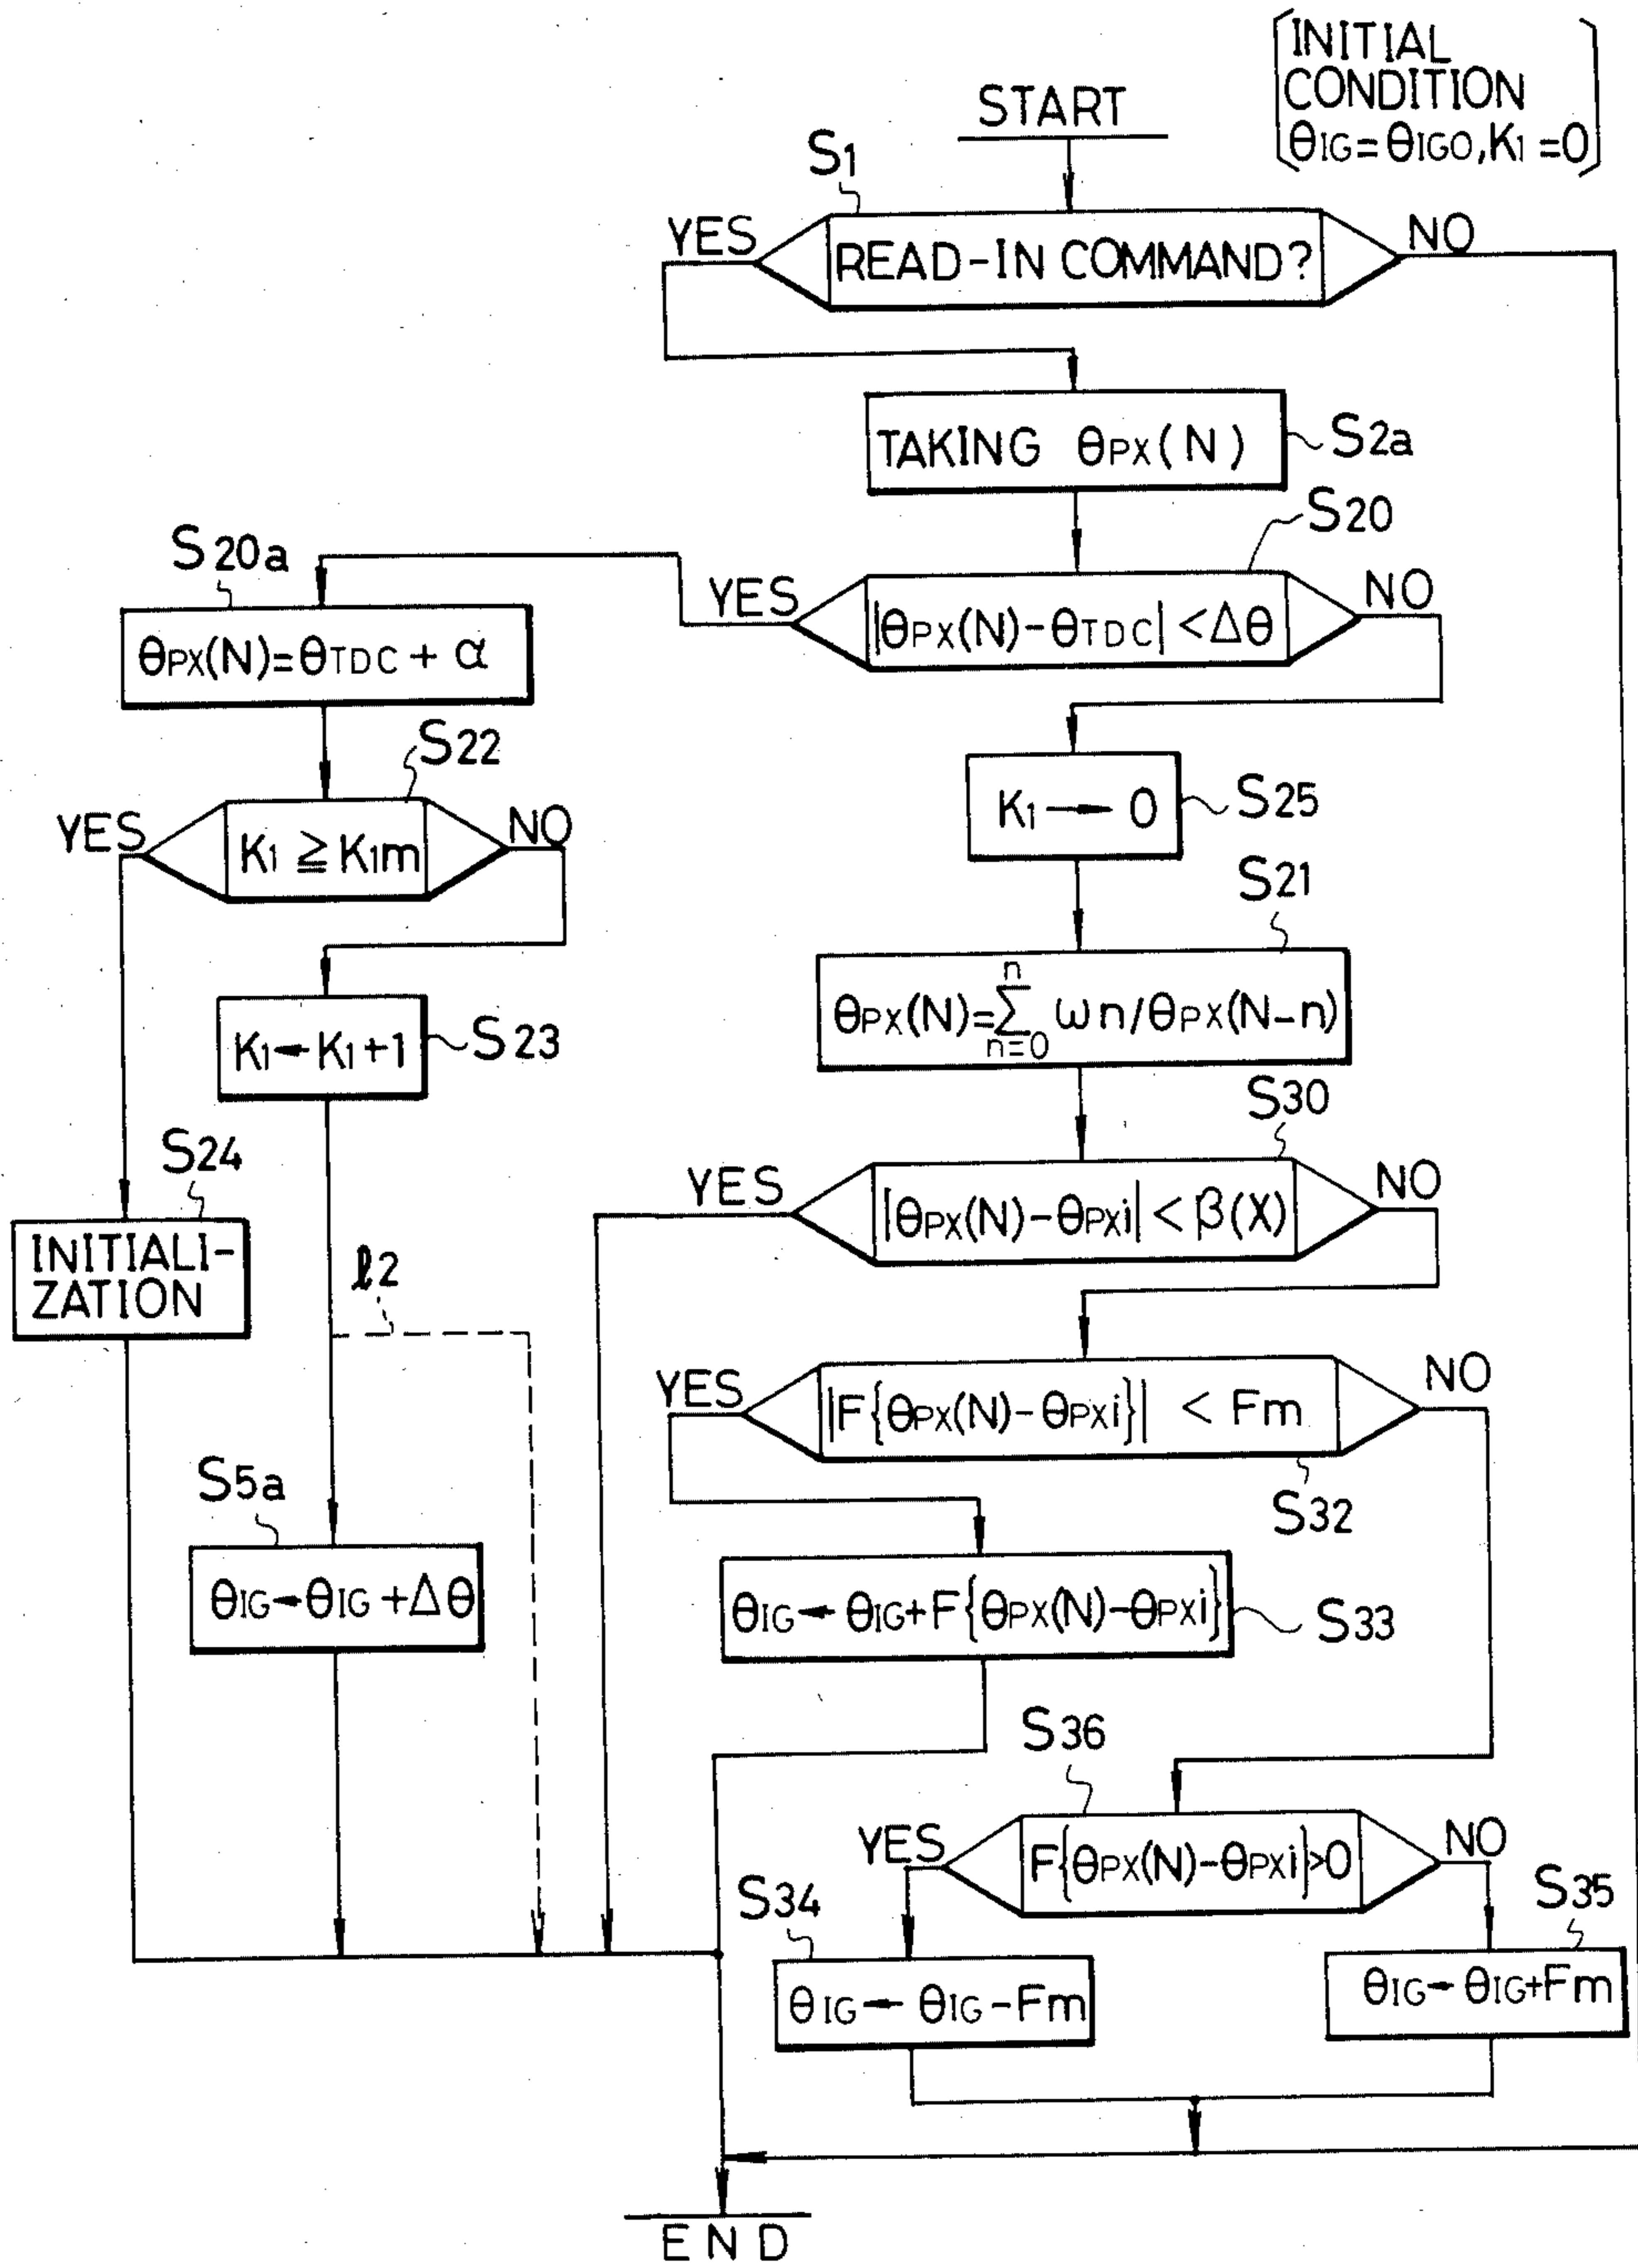 INITIAL
CONDITION
θIG=θIGO,K1=0
START
S1
YES
NO
READ-IN COMMAND?
TAKING θPX(N)
S2a
S20
S20a
YES
NO
|θPX(N)-θTDC|<Δθ
θPX(N)=θTDC+α
S22
K1→0
S25
YES
NO
K1≧K1m
S21
θPX(N)=Σ n n=0 ωn/θPX(N-n)
K1←K1+1
S23
S30
S24
YES
NO
|θPX(N)-θPXi|<β(X)
INITIALI-
ZATION
ℓ2
YES
NO
|F{θPX(N)-θPXi}| < Fm
S5a
S32
θIG←θIG+Δθ
θIG←θIG+F{θPX(N)-θPXi}
S33
S36
YES
NO
F{θPX(N)-θPXi}>0
S34
S35
θIG←θIG-Fm
θIG←θIG+Fm
END